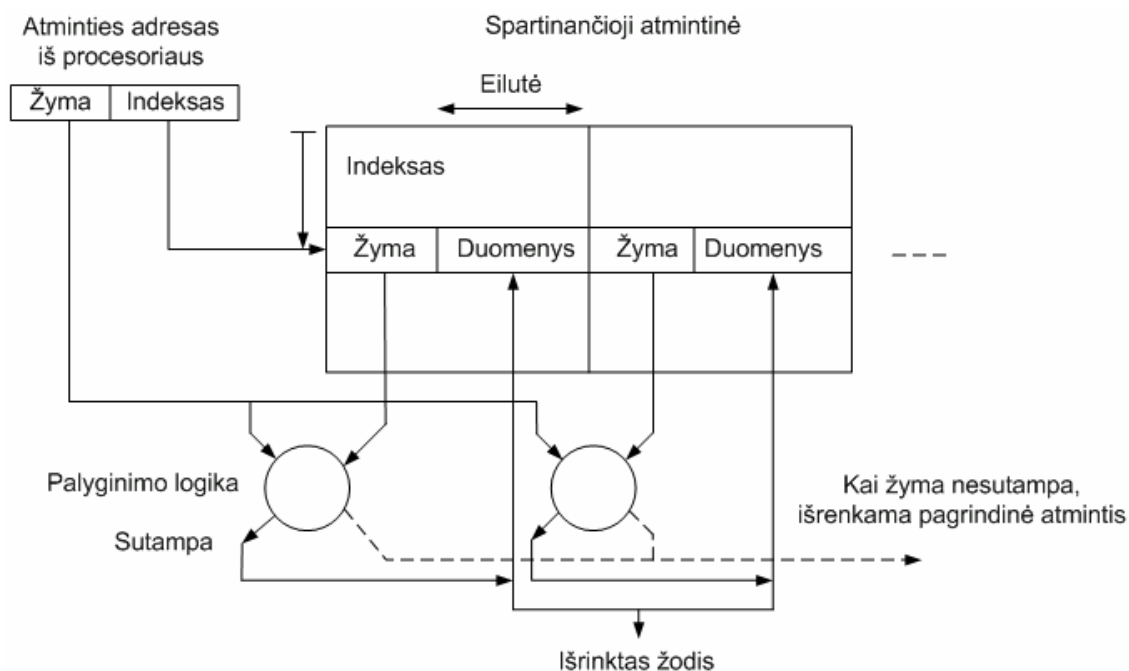 Atminties adresas
iš procesoriaus
Spartinančioji atmintinė
Žyma Indeksas
Eilutė
Indeksas
Žyma Duomenys Žyma Duomenys
Palyginimo logika
Sutampa
Kai žyma nesutampa,
išrenkama pagrindinė atmintis
Išrinktas žodis